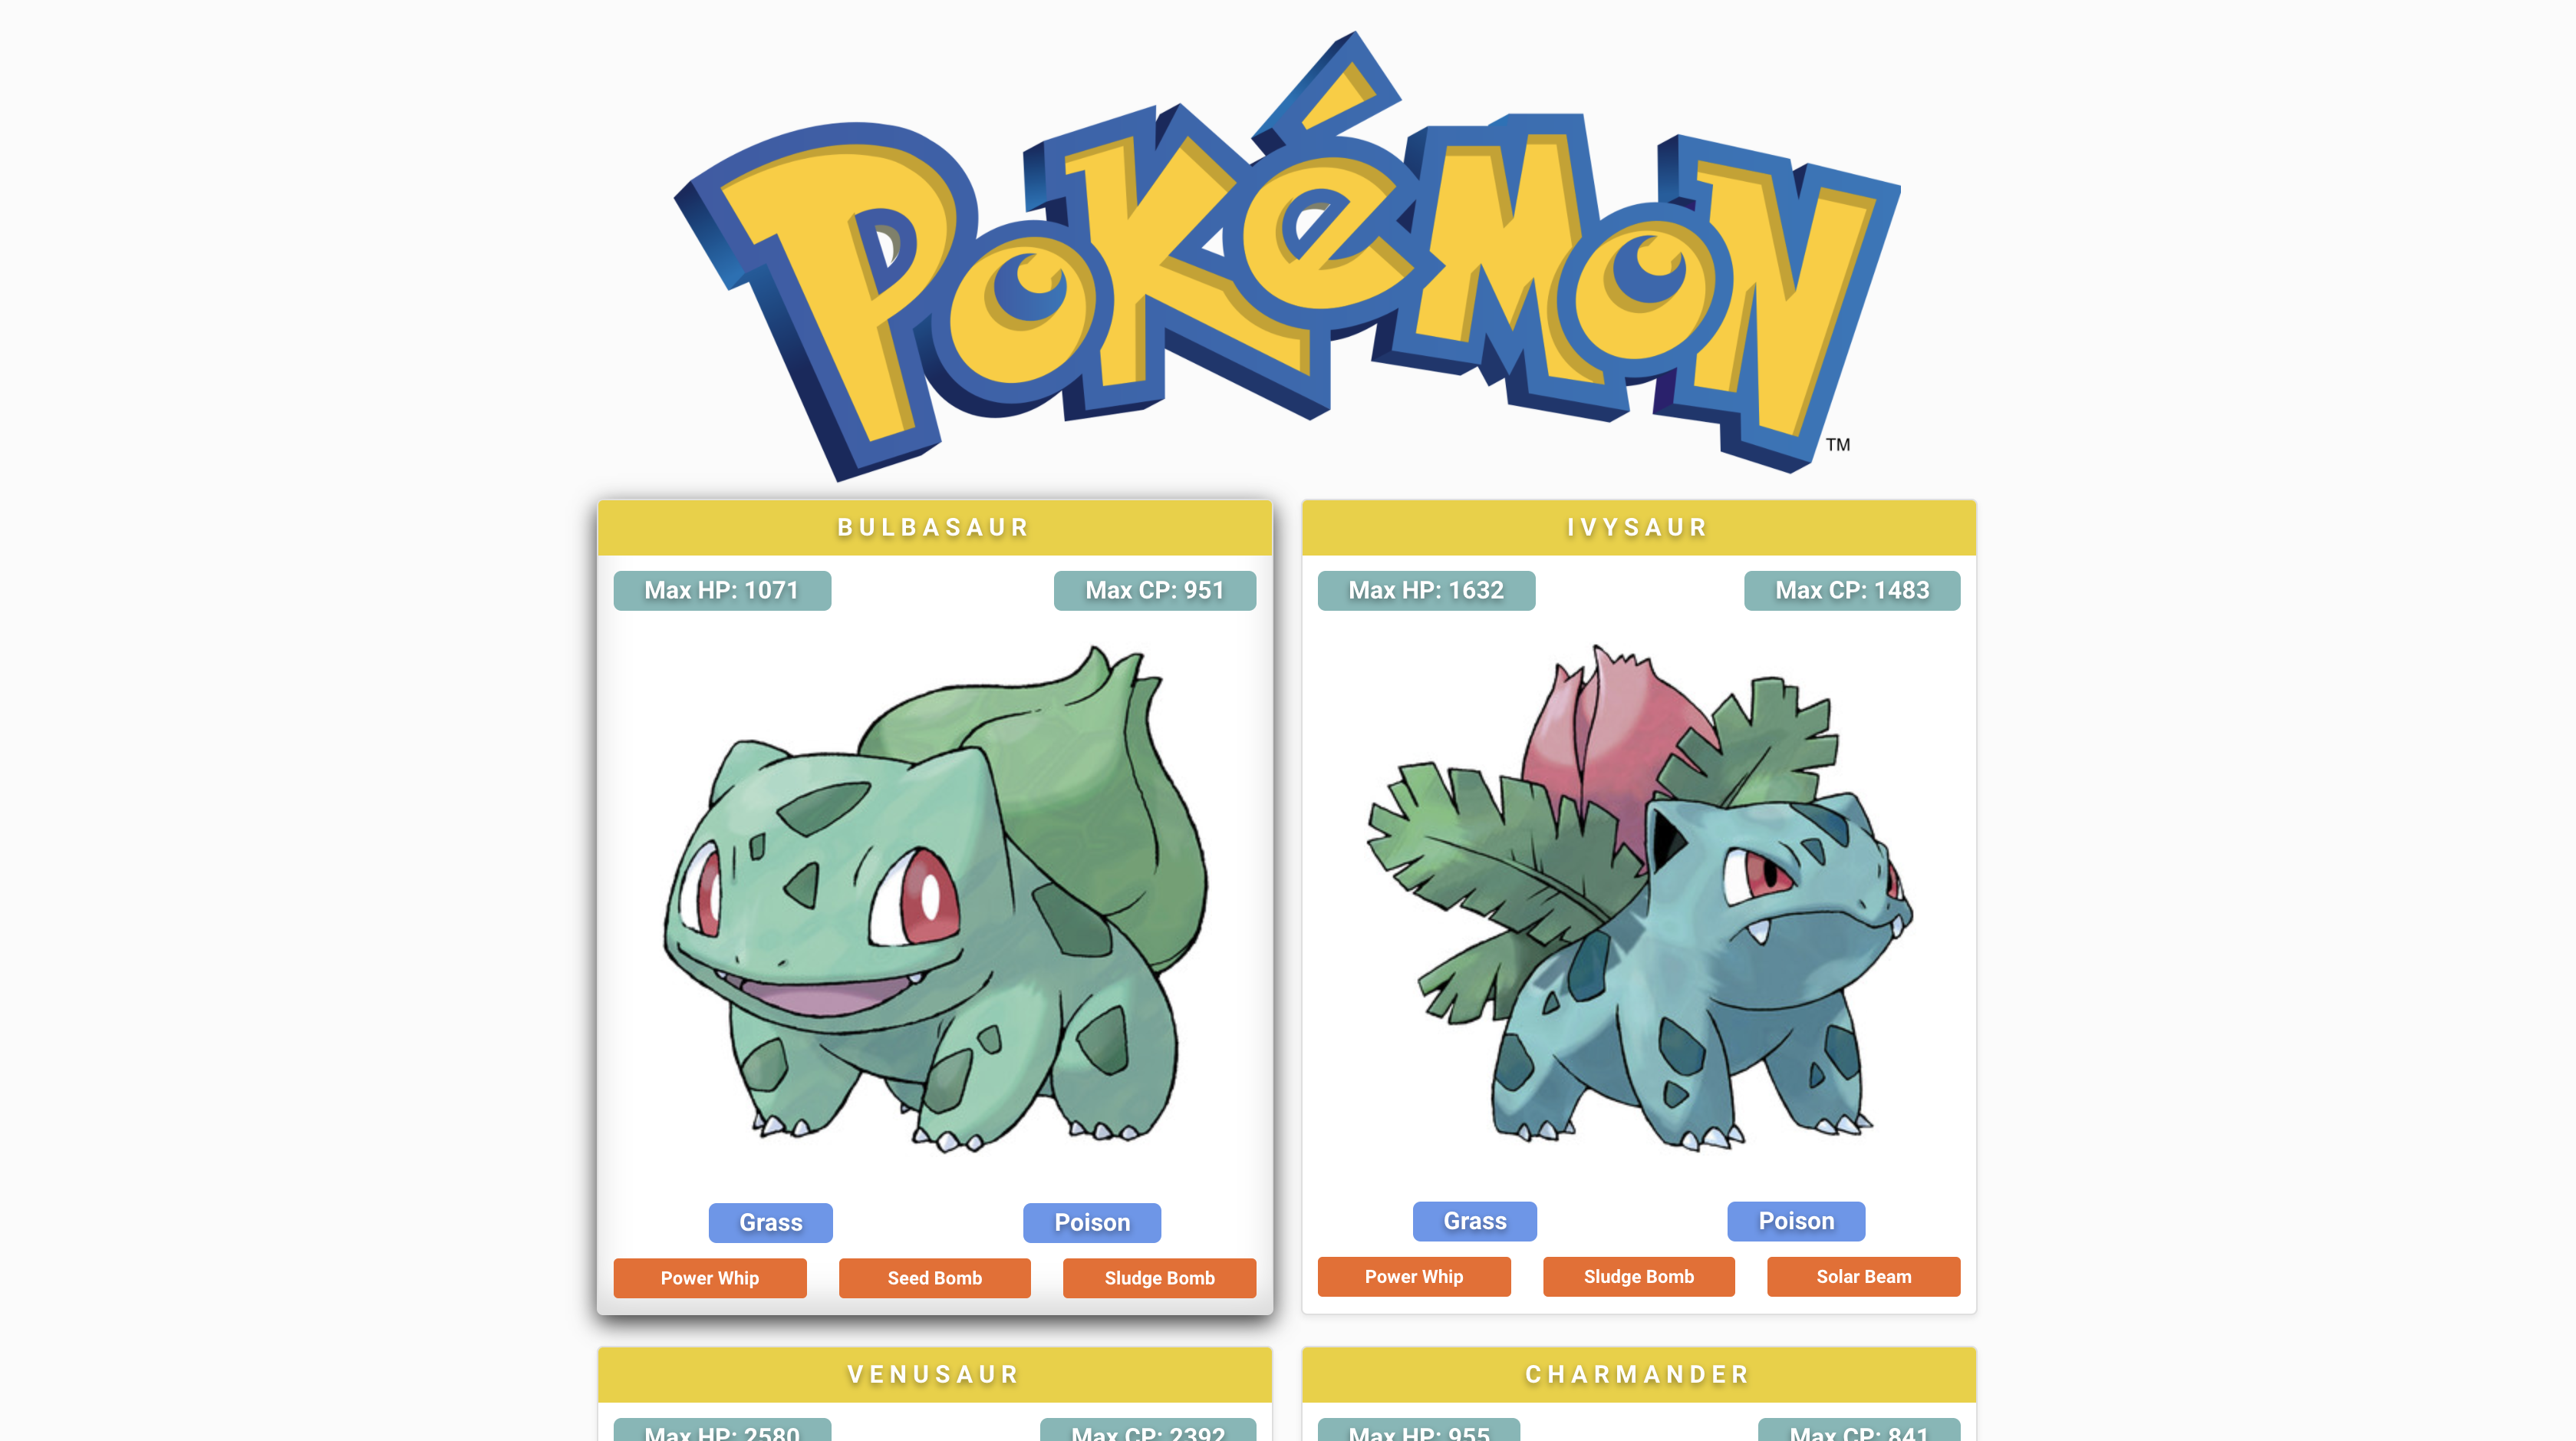 POKéMON
TM
BULBASAUR
Max HP: 1071
Max CP: 951
Grass
Poison
Power Whip
Seed Bomb
Sludge Bomb
IVYSAUR
Max HP: 1632
Max CP: 1483
Grass
Poison
Power Whip
Sludge Bomb
Solar Beam
VENUSAUR
Max HP: 2580
Max CP: 2392
CHARMANDER
Max HP: 955
Max CP: 841